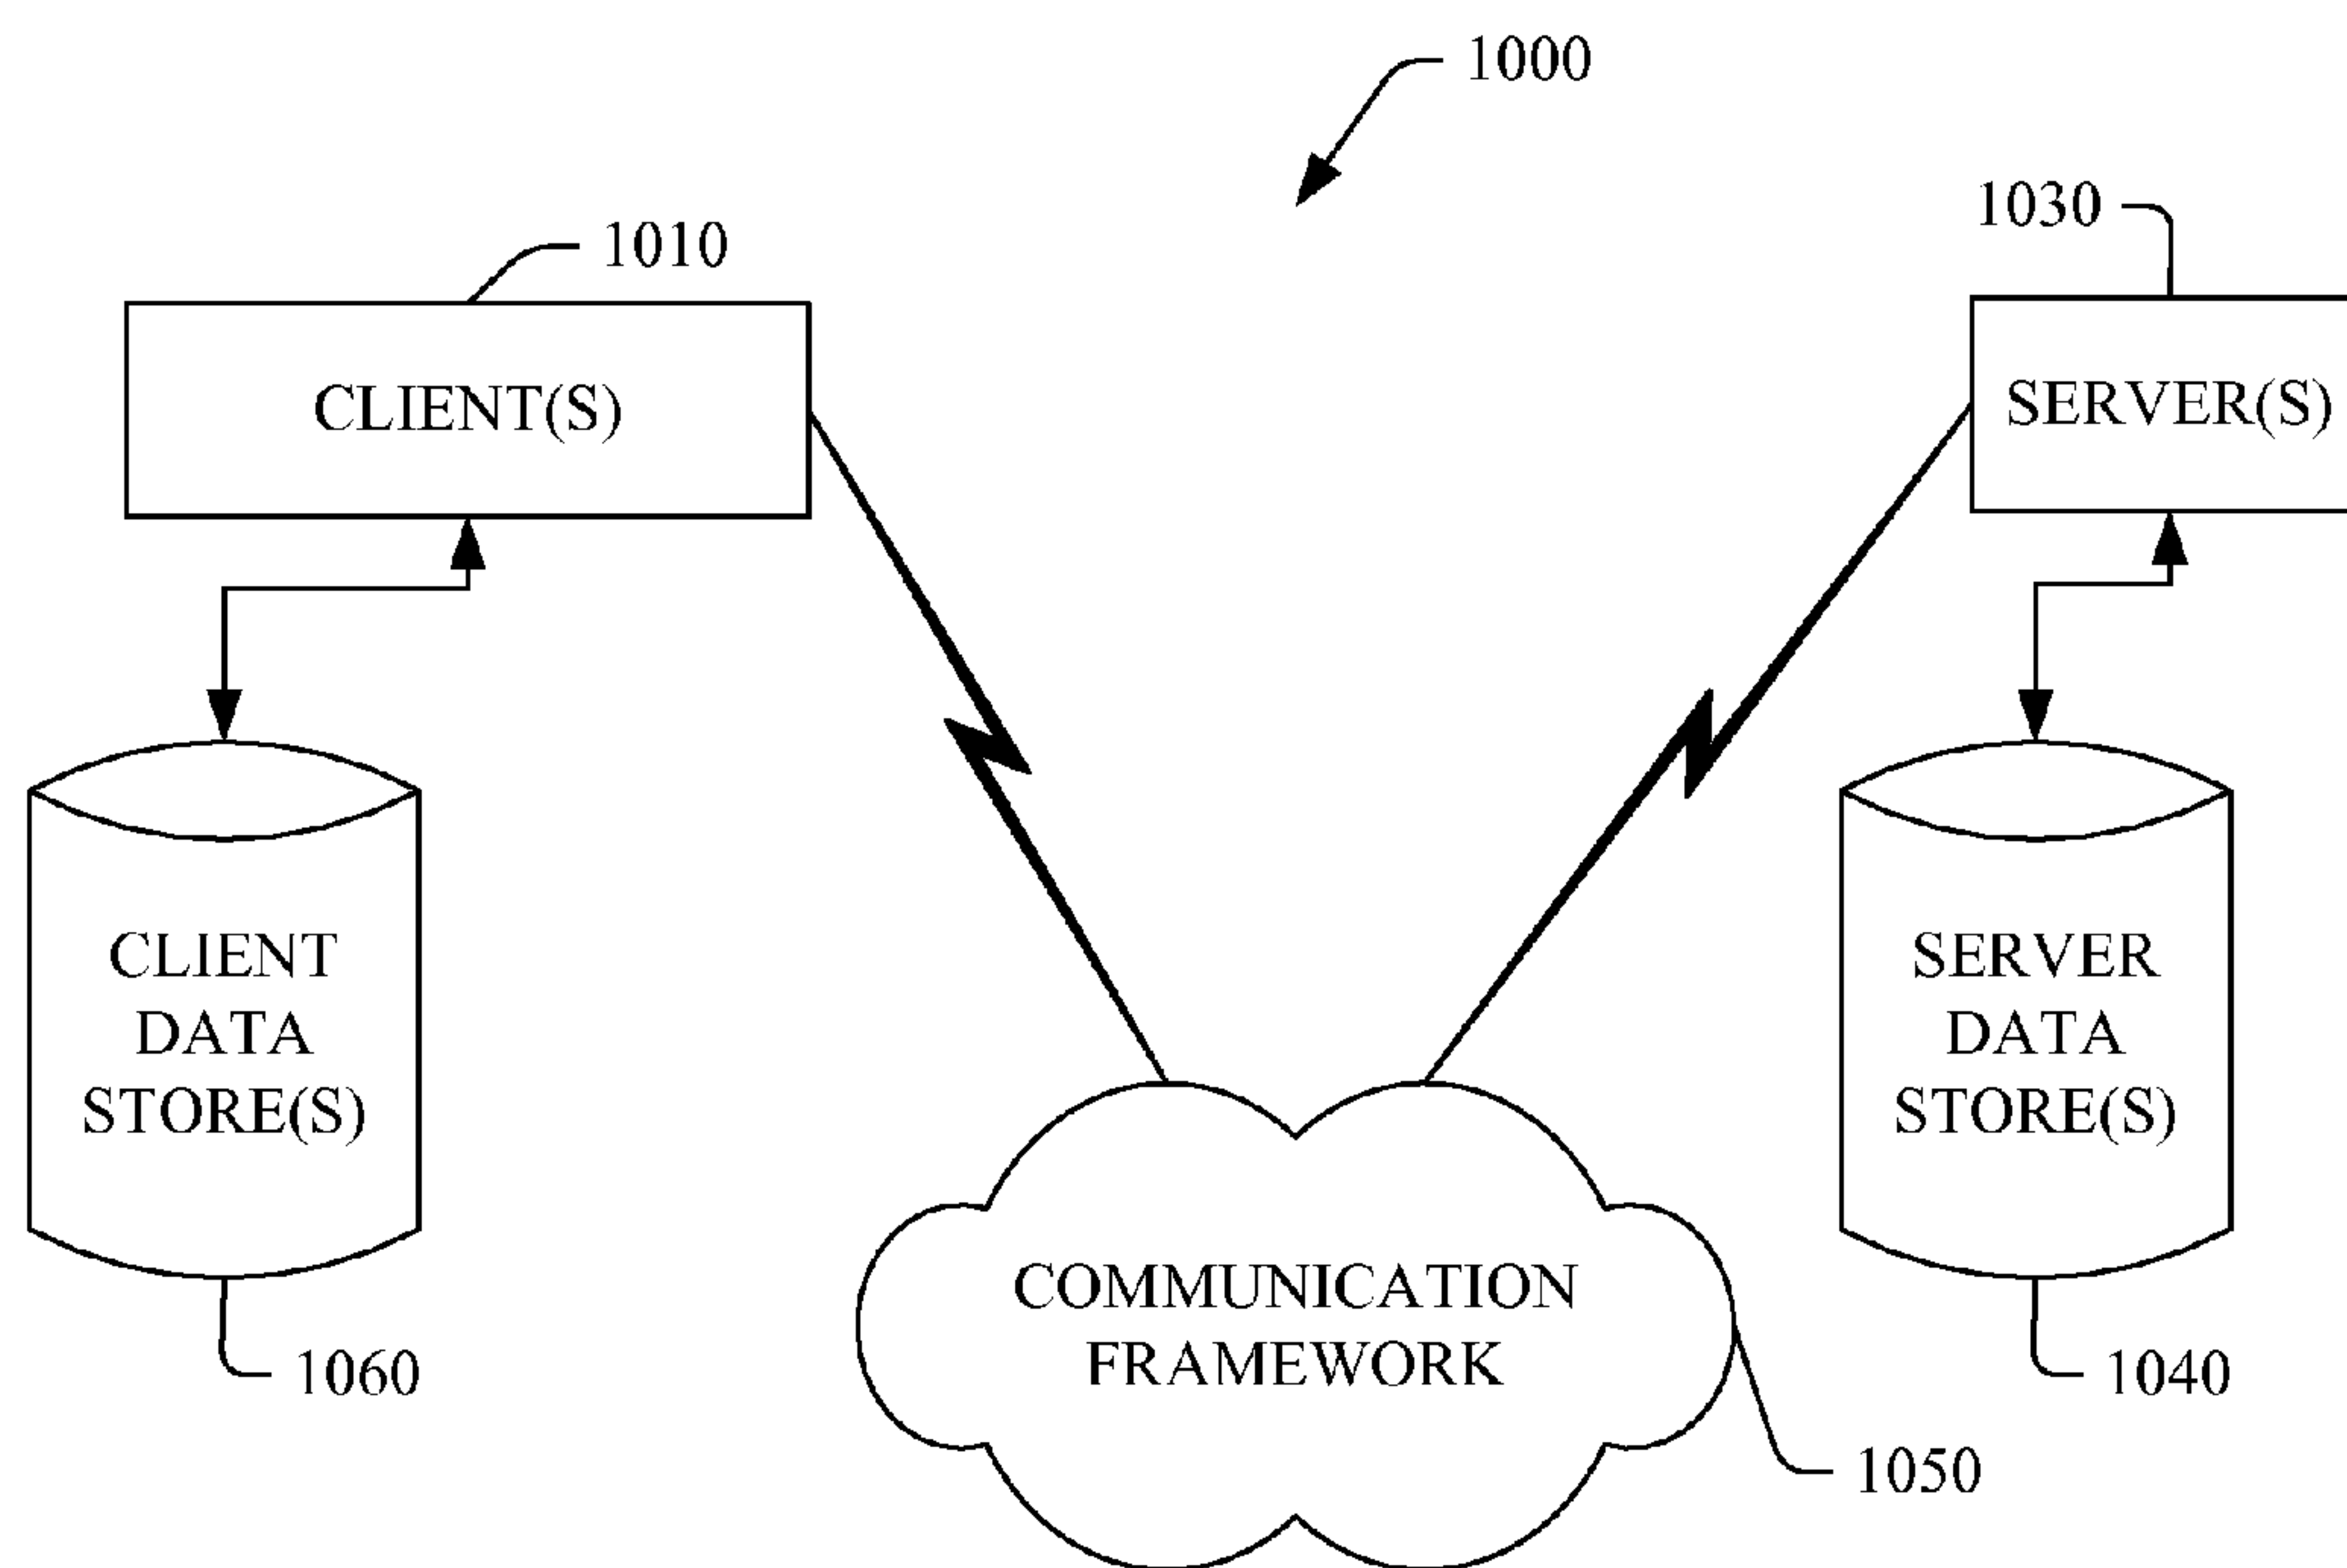 1000
1010
1030
CLIENT(S)
SERVER(S)
CLIENT
DATA
STORE(S)
SERVER
DATA
STORE(S)
COMMUNICATION
FRAMEWORK
1060
1040
1050